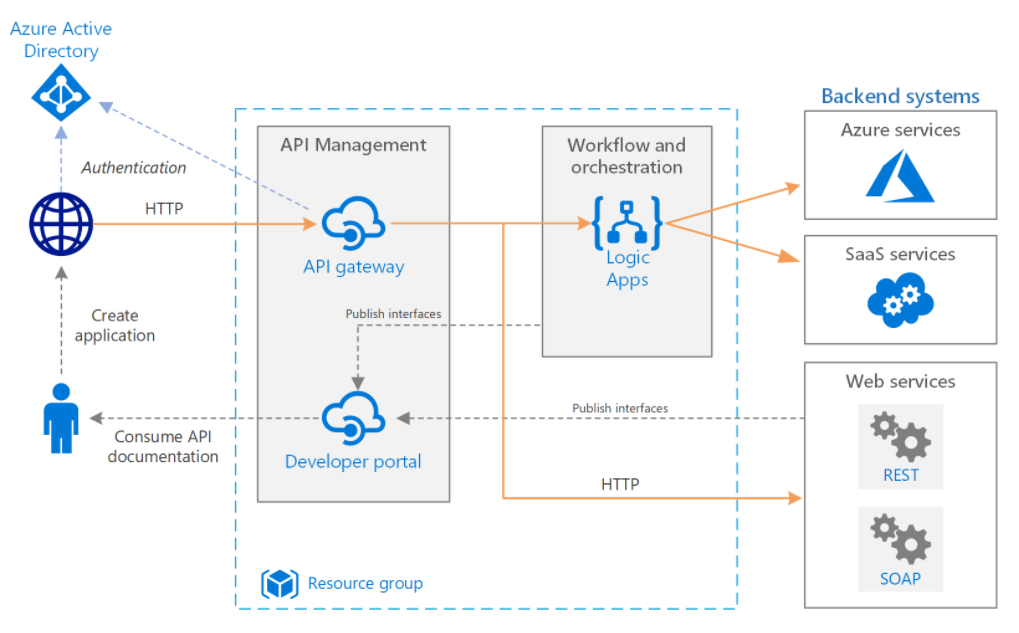 Azure Active
Directory
Backend systems
Azure services
API Management
Workflow and
orchestration
Authentication
HTTP
API gateway
Logic
Apps
SaaS services
Create
application
Publish interfaces
Web services
Publish interfaces
Consume API
documentation
Developer portal
HTTP
REST
SOAP
Resource group